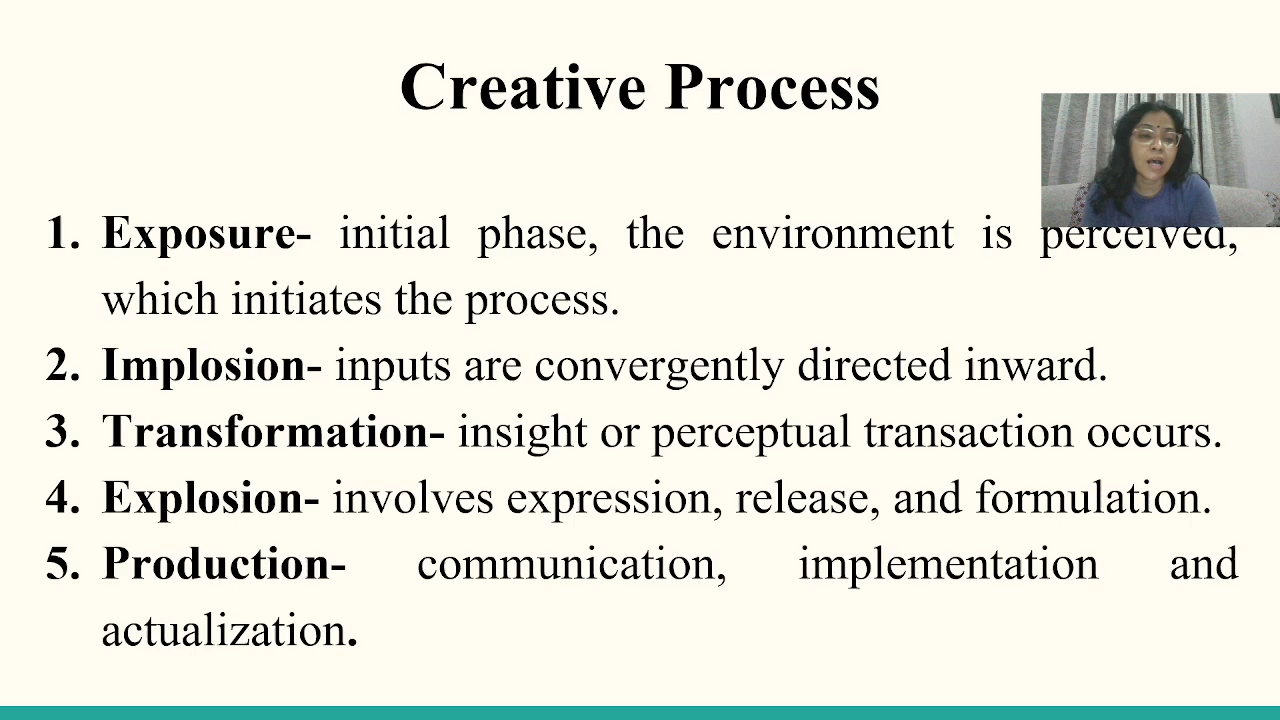 Creative Process
1. Exposure- initial phase, the environment is perceived,
which initiates the process.
2. Implosion- inputs are convergently directed inward.
3. Transformation- insight or perceptual transaction occurs.
4. Explosion- involves expression, release, and formulation.
5. Production- communication, implementation and
actualization.